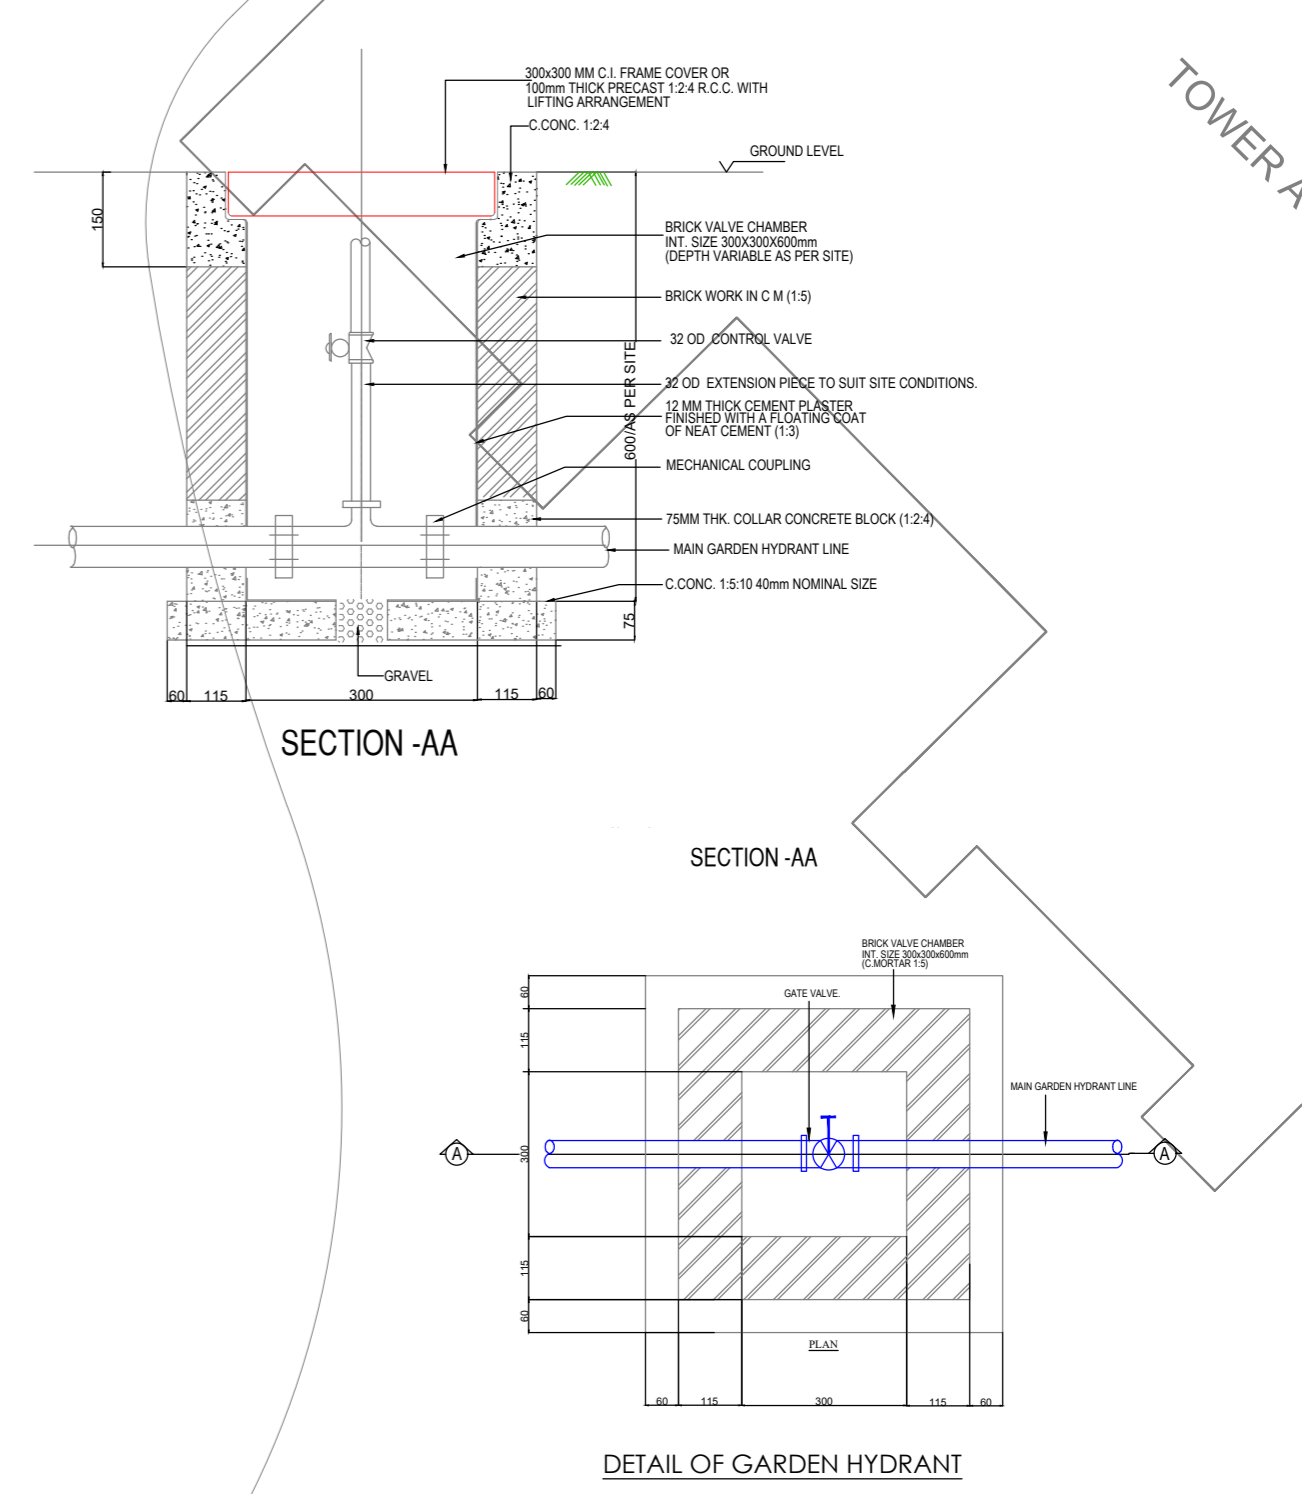 300x300 MM C.I. FRAME COVER OR
100mm THICK PRECAST 1:2:4 R.C.C. WITH
LIFTING ARRANGEMENT
C.CONC. 1:2:4
TOWER A
GROUND LEVEL
150
BRICK VALVE CHAMBER
INT. SIZE 300X300X600mm
(DEPTH VARIABLE AS PER SITE)
BRICK WORK IN C M (1:5)
32 OD CONTROL VALVE
600/AS PER SITE
32 OD EXTENSION PIECE TO SUIT SITE CONDITIONS.
12 MM THICK CEMENT PLASTER
FINISHED WITH A FLOATING COAT
OF NEAT CEMENT (1:3)
MECHANICAL COUPLING
75MM THK. COLLAR CONCRETE BLOCK (1:2:4)
MAIN GARDEN HYDRANT LINE
C.CONC. 1:5:10 40mm NOMINAL SIZE
75
GRAVEL
60 115 300 115 60
SECTION -AA
SECTION -AA
BRICK VALVE CHAMBER
INT. SIZE 300x300x600mm
(C.MORTAR 1:5)
GATE VALVE.
60
115
MAIN GARDEN HYDRANT LINE
A
300
A
115
60
PLAN
60 115 300 115 60
DETAIL OF GARDEN HYDRANT